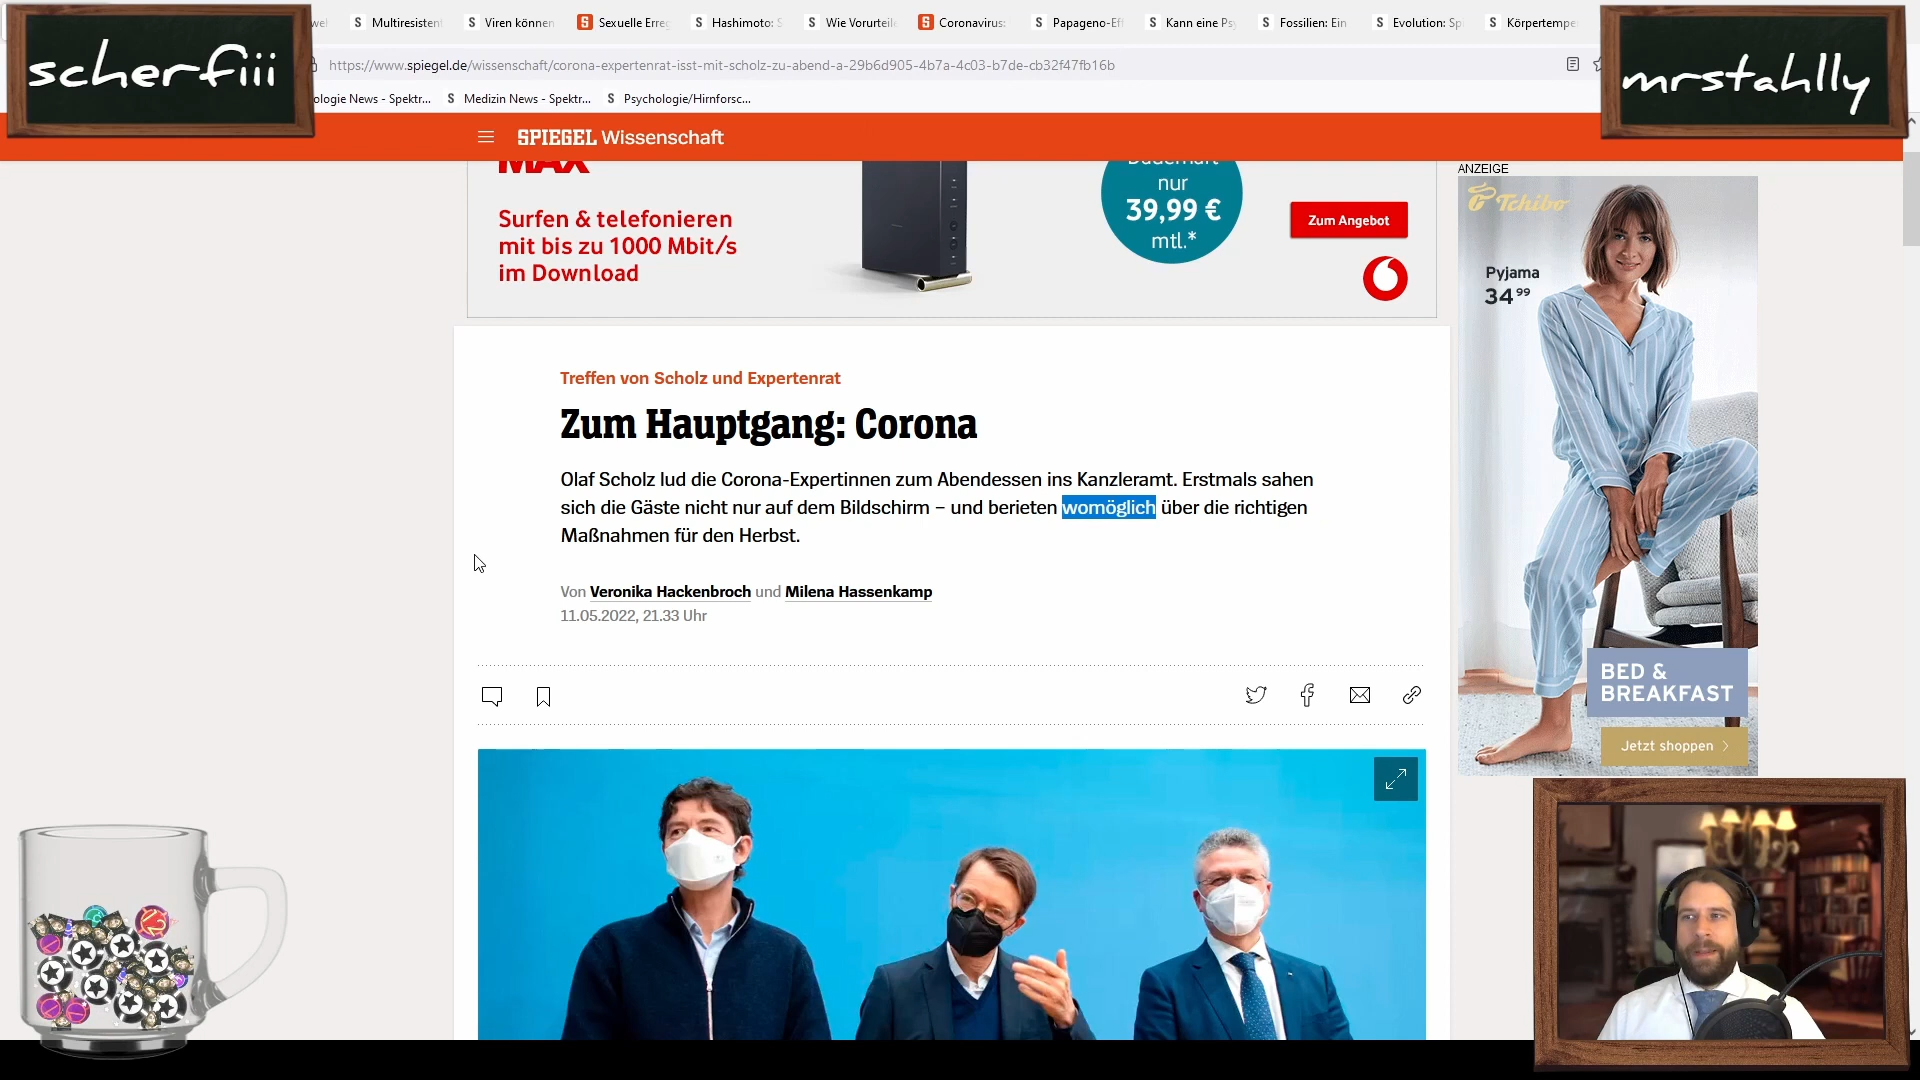 scherfiii
mrstahlly
Multiresisten
Viren können
Sexuelle Erreg
Hashimoto: S
Wie Vorurteile
Coronavirus:
Papageno-Eff
Kann eine Psy
Fossilien: Ein
Evolution: Sp
Körpertempe
https://www.spiegel.de/wissenschaft/corona-expertenrat-isst-mit-scholz-zu-abend-a-29b6d905-4b7a-4c03-b7de-cb32f47fb16b
ologie News - Spektr...
Medizin News - Spektr...
Psychologie/Hirnforsc...
SPIEGEL Wissenschaft
MAX
Surfen & telefonieren
mit bis zu 1000 Mbit/s
im Download
Dauerhaft
nur
39,99 €
mtl.*
Zum Angebot
ANZEIGE
Tchibo
Pyjama
34 99
BED &
BREAKFAST
Jetzt shoppen
Treffen von Scholz und Expertenrat
Zum Hauptgang: Corona
Olaf Scholz lud die Corona-Expertinnen zum Abendessen ins Kanzleramt. Erstmals sahen
sich die Gäste nicht nur auf dem Bildschirm – und berieten womöglich über die richtigen
Maßnahmen für den Herbst.
Von Veronika Hackenbroch und Milena Hassenkamp
11.05.2022, 21.33 Uhr